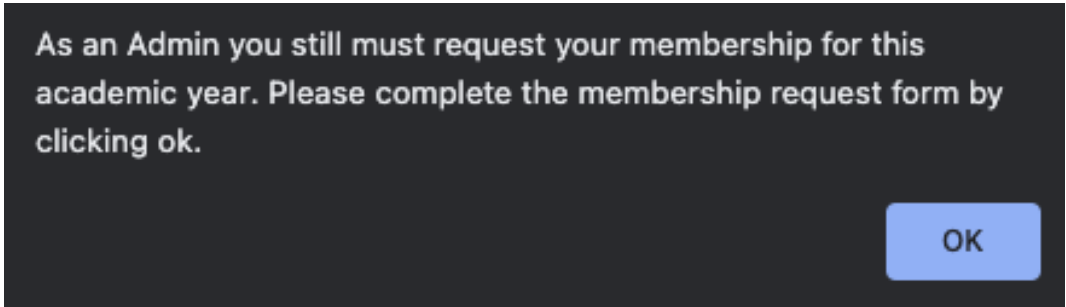 As an Admin you still must request your membership for this
academic year. Please complete the membership request form by
clicking ok.
OK